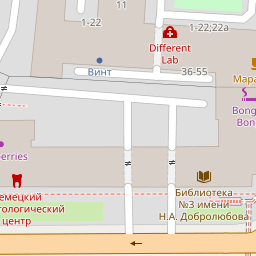 11
1-22
1-22;22а
Different
Lab
Винт
36-55
Мара
Bong
Bon
erries
Библиотека
№3 имени
Н.А. Добролюбова
емецкий
тологический
центр